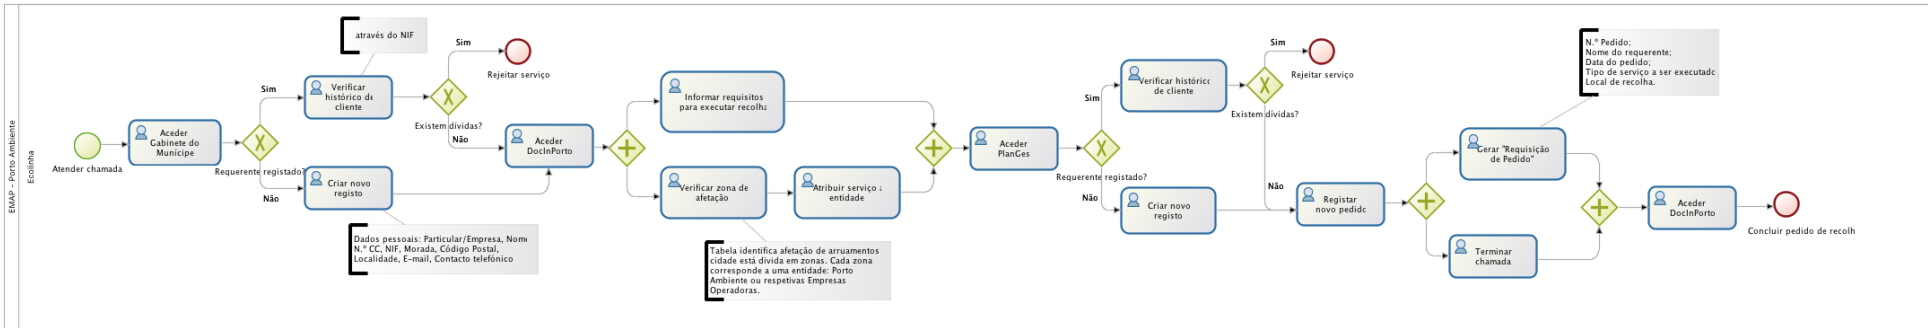 EMAP - Porto Ambiente
Ecolinha
Atender chamada
Aceder
Gabinete do
Munícipe
Requerente registado?
Sim
Não
através do NIF
Verificar
histórico de
cliente
Criar novo
registo
Dados pessoais: Particular/Empresa, Nome
N.º CC, NIF, Morada, Código Postal,
Localidade, E-mail, Contacto telefónico
Existem dívidas?
Sim
Rejeitar serviço
Não
Aceder
DocInPorto
Informar requisitos
para executar recolha
Verificar zona de
afetação
Atribuir serviço a
entidade
Tabela identifica afetação de arruamentos
cidade está divida em zonas. Cada zona
corresponde a uma entidade: Porto
Ambiente ou respetivas Empresas
Operadoras.
Aceder
PlanGes
Requerente registado?
Sim
Não
Verificar histórico
de cliente
Criar novo
registo
Existem dívidas?
Sim
Rejeitar serviço
Não
Registar
novo pedido
N.º Pedido;
Nome do requerente;
Data do pedido;
Tipo de serviço a ser executado
Local de recolha.
Gerar "Requisição
de Pedido"
Terminar
chamada
Aceder
DocInPorto
Concluir pedido de recolh